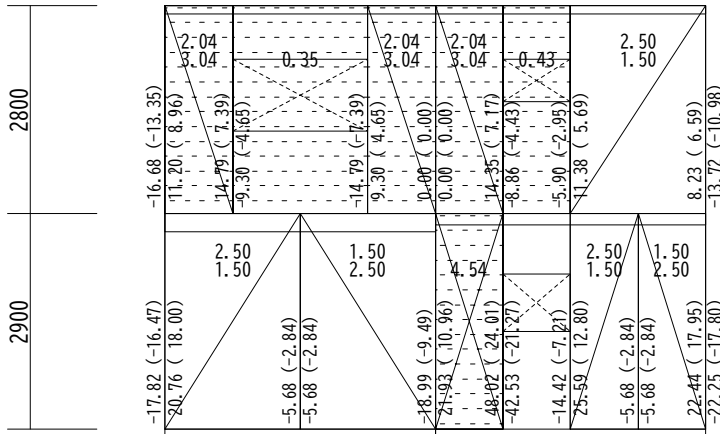 2800
2.04
3.04
0.35
2.04
3.04
2.04
3.04
0.43
2.50
1.50
-16.68 (-13.35)
11.20 ( 8.96)
14.79 ( 7.39)
-9.30 (-4.65)
-14.79 (-7.39)
9.30 ( 4.65)
0.00 ( 0.00)
0.00 ( 0.00)
14.35 ( 7.17)
-8.86 (-4.43)
-5.90 (-2.95)
11.38 ( 5.69)
8.23 ( 6.59)
-13.72 (-10.98)
2900
2.50
1.50
1.50
2.50
4.54
2.50
1.50
1.50
2.50
-17.82 (-16.47)
20.76 ( 18.00)
-5.68 (-2.84)
-5.68 (-2.84)
-18.99 (-9.49)
21.93 ( 10.96)
48.02 ( 24.01)
-42.53 (-21.27)
-14.42 (-7.21)
25.59 ( 12.80)
-5.68 (-2.84)
-5.68 (-2.84)
22.44 ( 17.95)
-22.25 (-17.80)